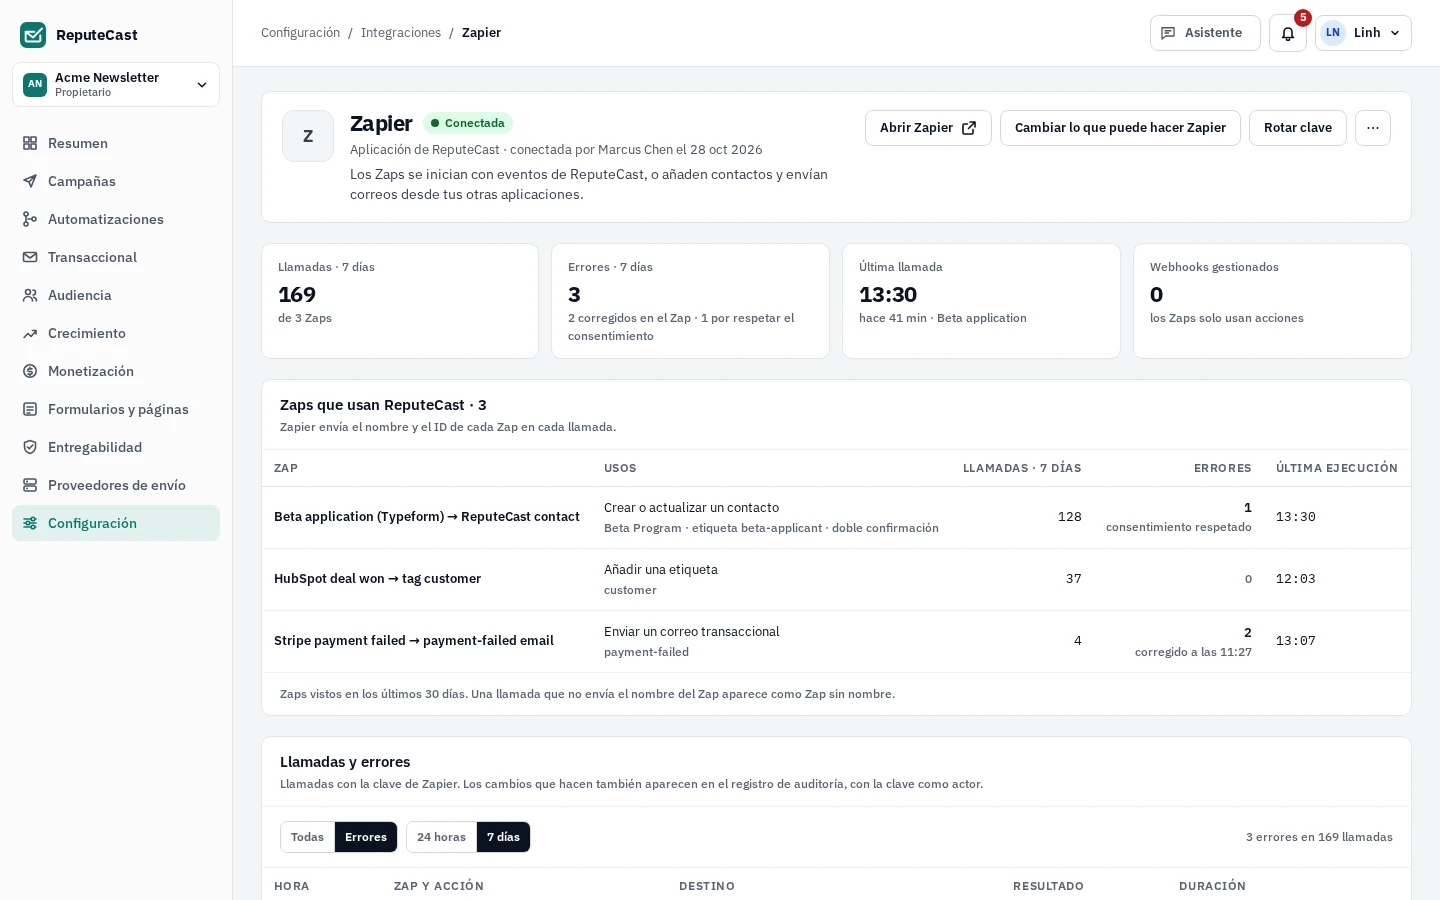 ReputeCast
AN
Acme Newsletter
Propietario
Resumen
Campañas
Automatizaciones
Transaccional
Audiencia
Crecimiento
Monetización
Formularios y páginas
Entregabilidad
Proveedores de envío
Configuración
Configuración / Integraciones / Zapier
Asistente
5
LN Linh
Z
Zapier Conectada
Aplicación de ReputeCast · conectada por Marcus Chen el 28 oct 2026
Los Zaps se inician con eventos de ReputeCast, o añaden contactos y envían
correos desde tus otras aplicaciones.
Abrir Zapier
Cambiar lo que puede hacer Zapier
Rotar clave
···
Llamadas · 7 días
169
de 3 Zaps
Errores · 7 días
3
2 corregidos en el Zap · 1 por respetar el
consentimiento
Última llamada
13:30
hace 41 min · Beta application
Webhooks gestionados
0
los Zaps solo usan acciones
Zaps que usan ReputeCast · 3
Zapier envía el nombre y el ID de cada Zap en cada llamada.
ZAP USOS LLAMADAS · 7 DÍAS ERRORES ÚLTIMA EJECUCIÓN
Beta application (Typeform) → ReputeCast contact
Crear o actualizar un contacto
Beta Program · etiqueta beta-applicant · doble confirmación
128
1
consentimiento respetado
13:30
HubSpot deal won → tag customer
Añadir una etiqueta
customer
37
0
12:03
Stripe payment failed → payment-failed email
Enviar un correo transaccional
payment-failed
4
2
corregido a las 11:27
13:07
Zaps vistos en los últimos 30 días. Una llamada que no envía el nombre del Zap aparece como Zap sin nombre.
Llamadas y errores
Llamadas con la clave de Zapier. Los cambios que hacen también aparecen en el registro de auditoría, con la clave como actor.
Todas Errores 24 horas 7 días
3 errores en 169 llamadas
HORA ZAP Y ACCIÓN DESTINO RESULTADO DURACIÓN